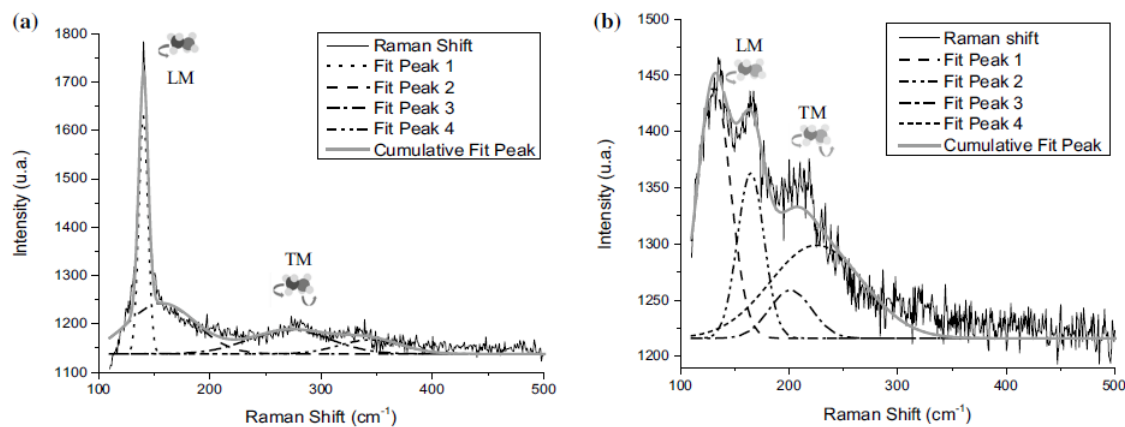 (a)
1800
1700
1600
1500
1400
1300
1200
1100
100
200
300
400
500
Intensity (u.a.)
Raman Shift (cm⁻¹)
LM
TM
Raman Shift
Fit Peak 1
Fit Peak 2
Fit Peak 3
Fit Peak 4
Cumulative Fit Peak
(b)
1500
1450
1400
1350
1300
1250
1200
100
200
300
400
500
Intensity (u.a.)
Raman Shift(cm⁻¹)
LM
TM
Raman shift
Fit Peak 1
Fit Peak 2
Fit Peak 3
Fit Peak 4
Cumulative Fit Peak